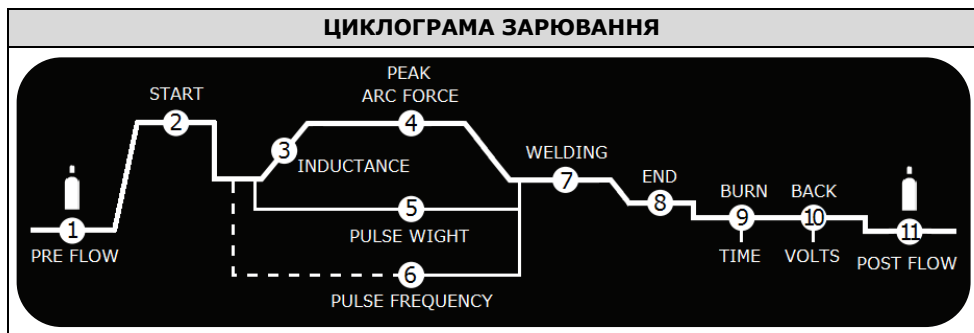 ЦИКЛОГРАМА ЗАРЮВАННЯ
PEAK
ARC FORCE
START
2
4
3
INDUCTANCE
WELDING
7
END
8
BURN
BACK
1
5
9
10
11
PRE FLOW
PULSE WIGHT
TIME
VOLTS
POST FLOW
6
PULSE FREQUENCY